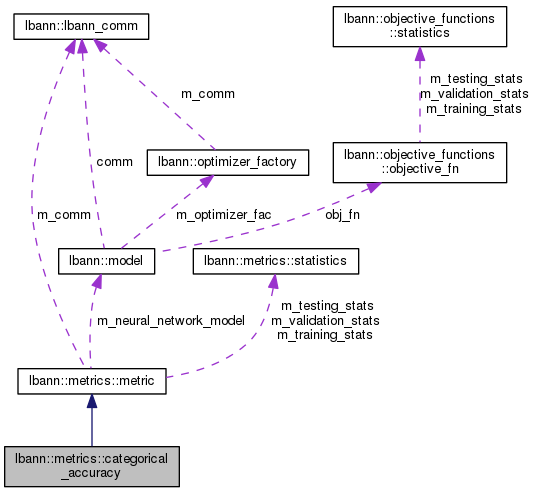 lbann::lbann_comm
lbann::objective_functions
::statistics
m_testing_stats
m_validation_stats
m_training_stats
m_comm
comm
lbann::optimizer_factory
lbann::objective_functions
::objective_fn
m_comm
m_optimizer_fac
obj_fn
lbann::model
lbann::metrics::statistics
m_neural_network_model
m_testing_stats
m_validation_stats
m_training_stats
lbann::metrics::metric
lbann::metrics::categorical
_accuracy